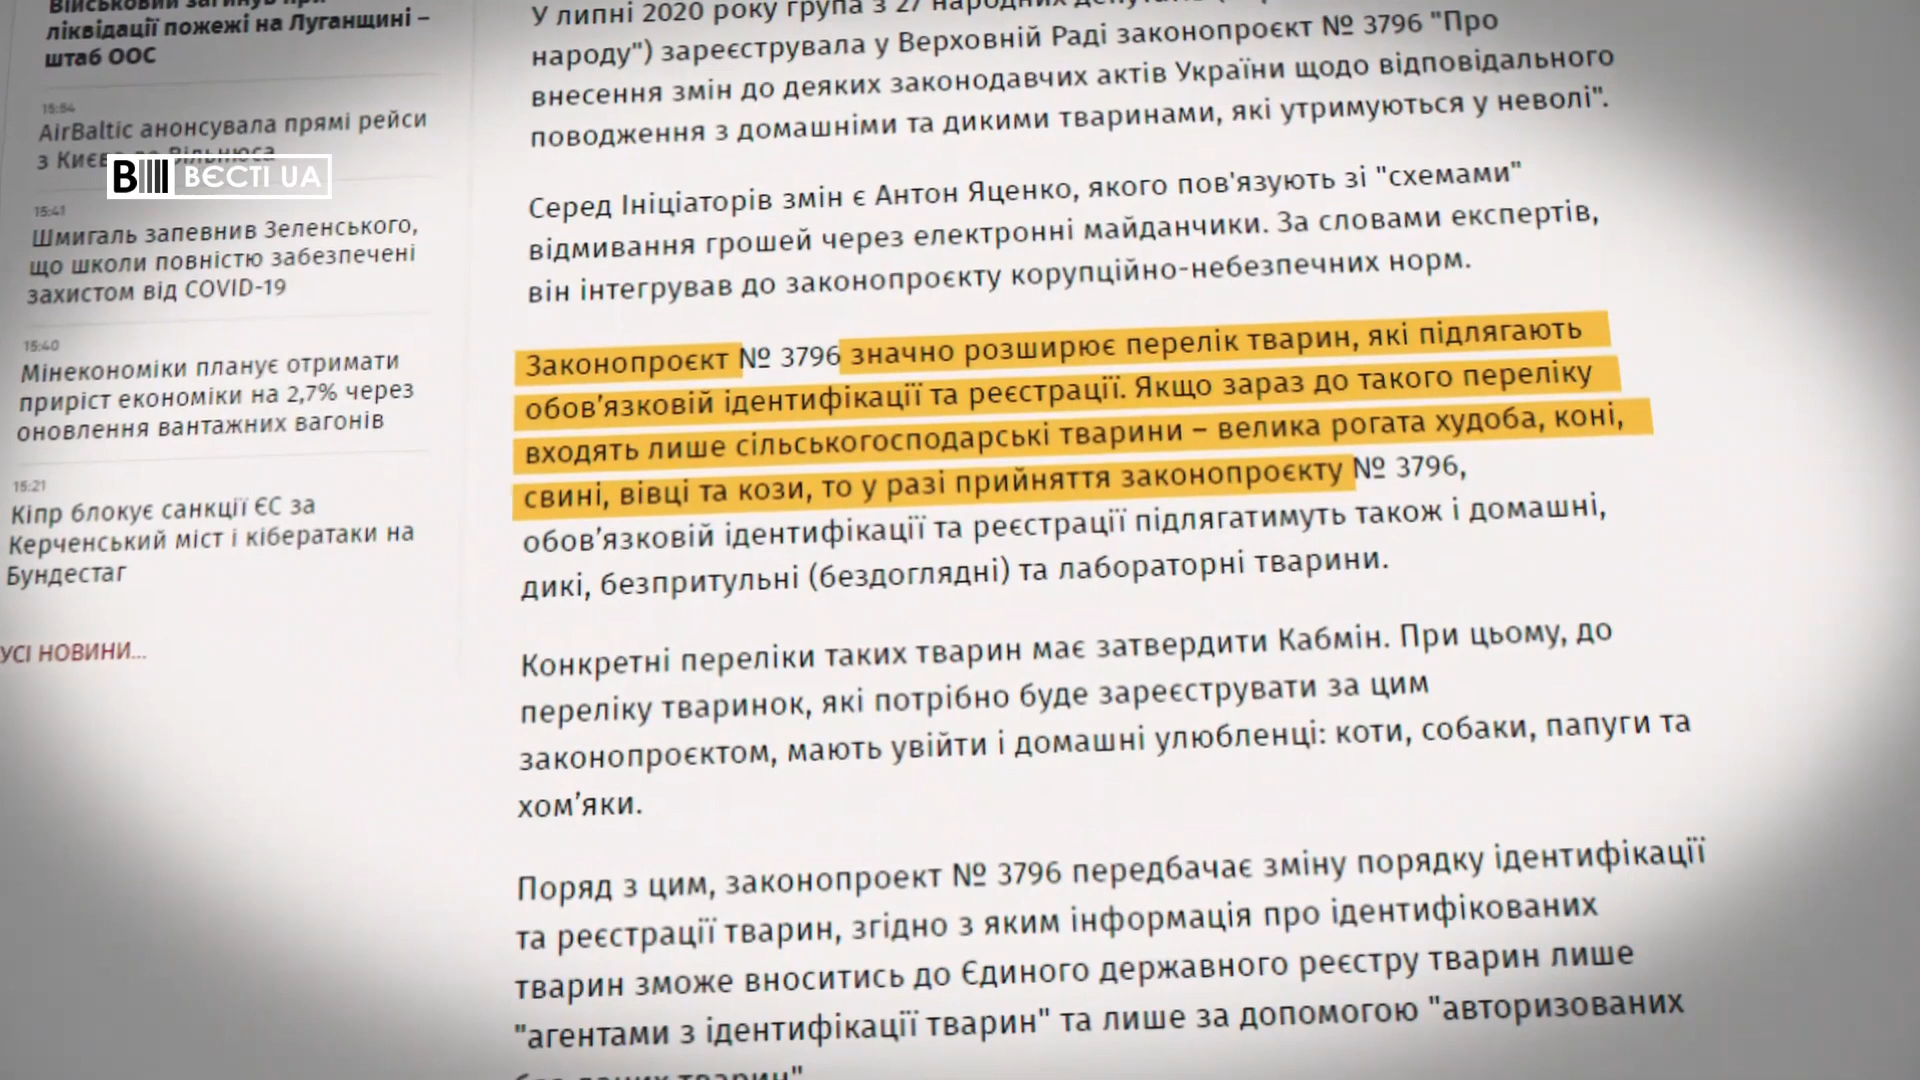 Військовий загинув при
ліквідації пожежі на Луганщині –
штаб ООС
15:54
AirBaltic анонсувала прямі рейси
з Києва до Вільнюса
15:41
Шмигаль запевнив Зеленського,
що школи повністю забезпечені
захистом від COVID-19
15:40
Мінекономіки планує отримати
приріст економіки на 2,7% через
оновлення вантажних вагонів
15:21
Кіпр блокує санкції ЄС за
Керченський міст і кібератаки на
Бундестаг
УСІ НОВИНИ...
В ВЄСТІ UA
У липні 2020 року група з 27 народних депутатів
народу") зареєструвала у Верховній Раді законопроєкт № 3796 "Про
внесення змін до деяких законодавчих актів України щодо відповідального
поводження з домашніми та дикими тваринами, які утримуються у неволі".
Серед Ініціаторів змін є Антон Яценко, якого пов'язують зі "схемами"
відмивання грошей через електронні майданчики. За словами експертів,
він інтегрував до законопроєкту корупційно-небезпечних норм.
Законопроєкт № 3796 значно розширює перелік тварин, які підлягають
обов’язковій ідентифікації та реєстрації. Якщо зараз до такого переліку
входять лише сільськогосподарські тварини – велика рогата худоба, коні,
свині, вівці та кози, то у разі прийняття законопроєкту № 3796,
обов’язковій ідентифікації та реєстрації підлягатимуть також і домашні,
дикі, безпритульні (бездоглядні) та лабораторні тварини.
Конкретні переліки таких тварин має затвердити Кабмін. При цьому, до
переліку тваринок, які потрібно буде зареєструвати за цим
законопроєктом, мають увійти і домашні улюбленці: коти, собаки, папуги та
хом’яки.
Поряд з цим, законопроект № 3796 передбачає зміну порядку ідентифікації
та реєстрації тварин, згідно з яким інформація про ідентифікованих
тварин зможе вноситись до Єдиного державного реєстру тварин лише
"агентами з ідентифікації тварин" та лише за допомогою "авторизованих
баз даних тварин"